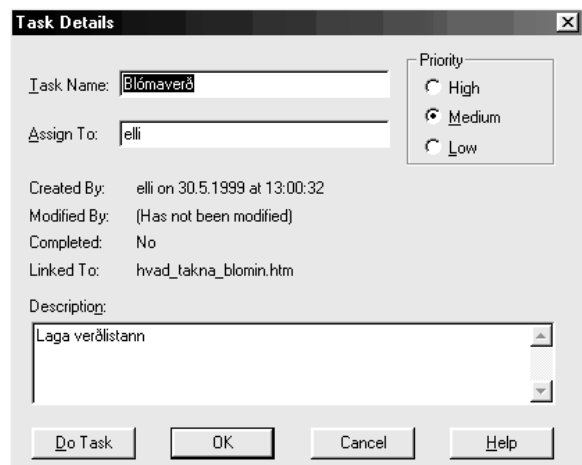 Task Details
Priority
Task Name: Blómaverð
High
Medium
Assign To: elli
Low
Created By: elli on 30.5.1999 at 13:00:32
Modified By: (Has not been modified)
Completed: No
Linked To: hvad_takna_blomin.htm
Description:
Laga verðlistann
Do Task OK Cancel Help